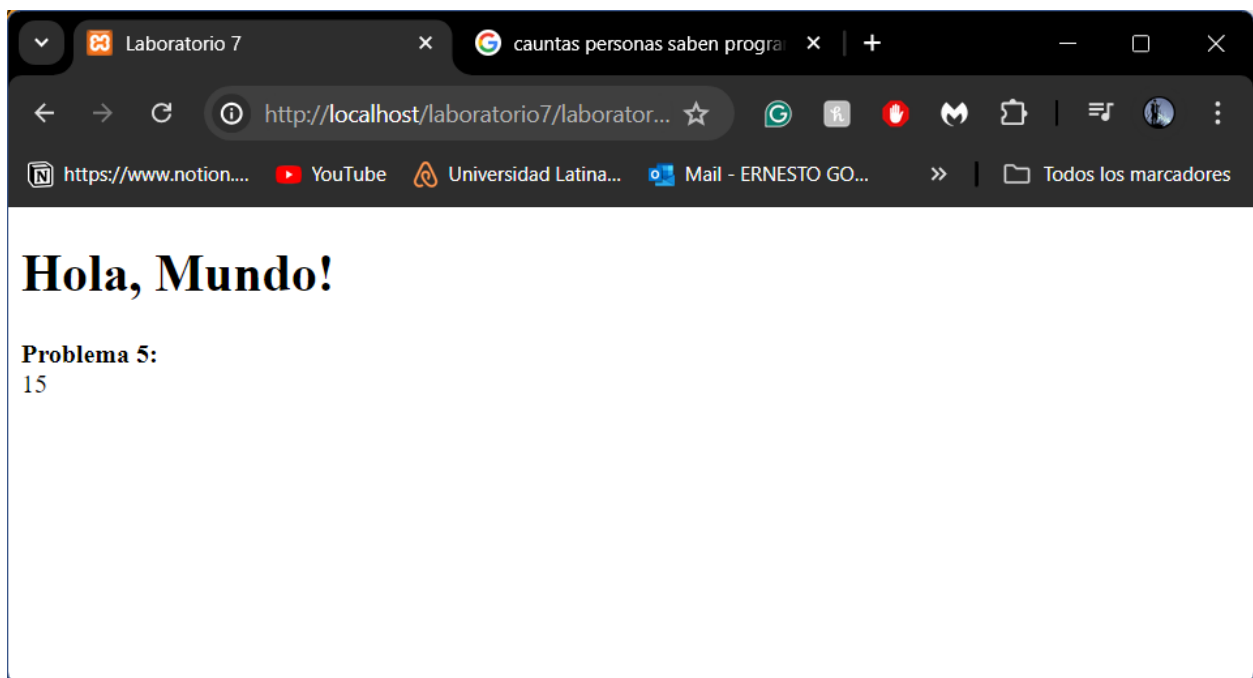 Laboratorio 7
cauntas personas saben progra
http://localhost/laboratorio7/laborator...
https://www.notion.... YouTube Universidad Latina... Mail - ERNESTO GO... » Todos los marcadores
Hola, Mundo!
Problema 5:
15